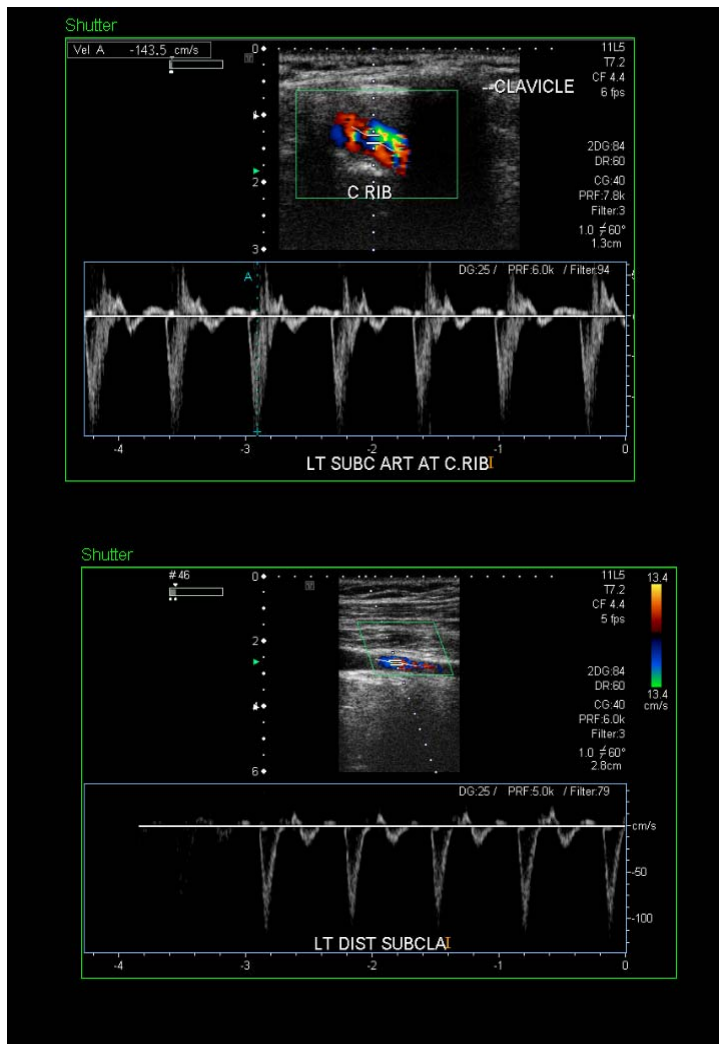 Shutter
Vel A -143.5 cm/s
0
11L5
T7.2
CF 4.4
6 fps
CLAVICLE
1
2DG:84
DR:60
CG:40
PRF:7.8k
Filter:3
1.0 ≠60°
1.3cm
2
C RIB
3
DG:25 / PRF:6.0k / Filter:94
A
-4 -3 -2 -1 0
LT SUBC ART AT C.RIB
Shutter
#46
0
11L5
T7.2
CF 4.4
5 fps
13.4
2
2DG:84
DR:60
CG:40
PRF:6.0k
Filter:3
1.0 ≠60°
2.8cm
13.4
cm/s
6
DG:25 / PRF:5.0k / Filter:79
cm/s
-50
-100
LT DIST SUBCLA
-4 -3 -2 -1 0